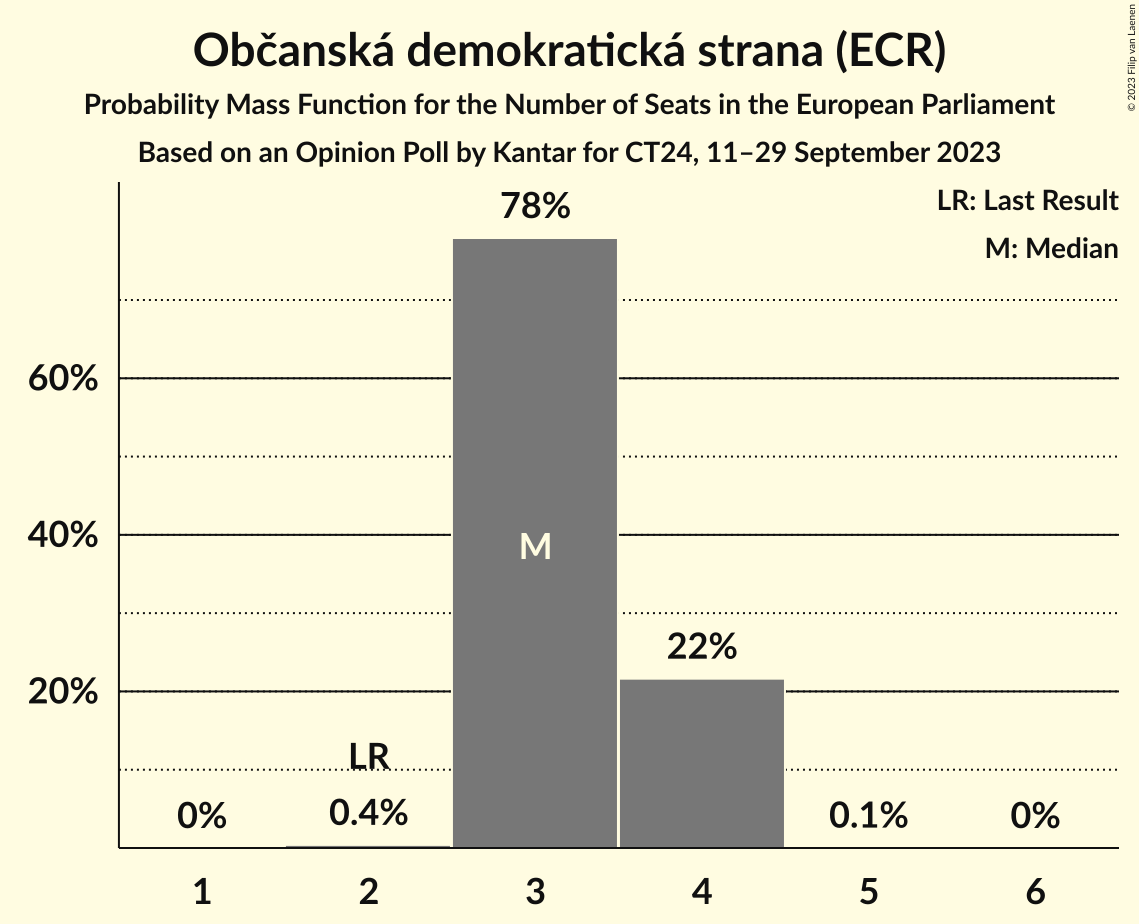 Občanská demokratická strana (ECR)
Probability Mass Function for the Number of Seats in the European Parliament
Based on an Opinion Poll by Kantar for CT24, 11–29 September 2023
© 2023 Filip van Laenen
LR: Last Result
M: Median
78%
60%
40%
M
22%
20%
LR
0% 0.4% 0.1% 0%
1 2 3 4 5 6